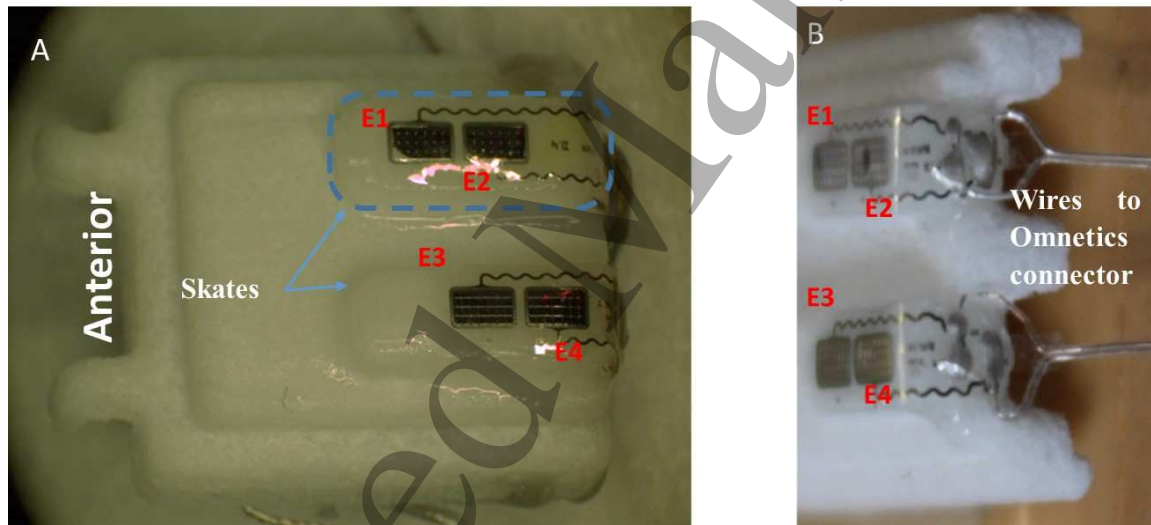 A
E1
E2
E3
Skates
Anterior
E4
B
E1
E2
Wires to
Omnetics
connector
E3
E4